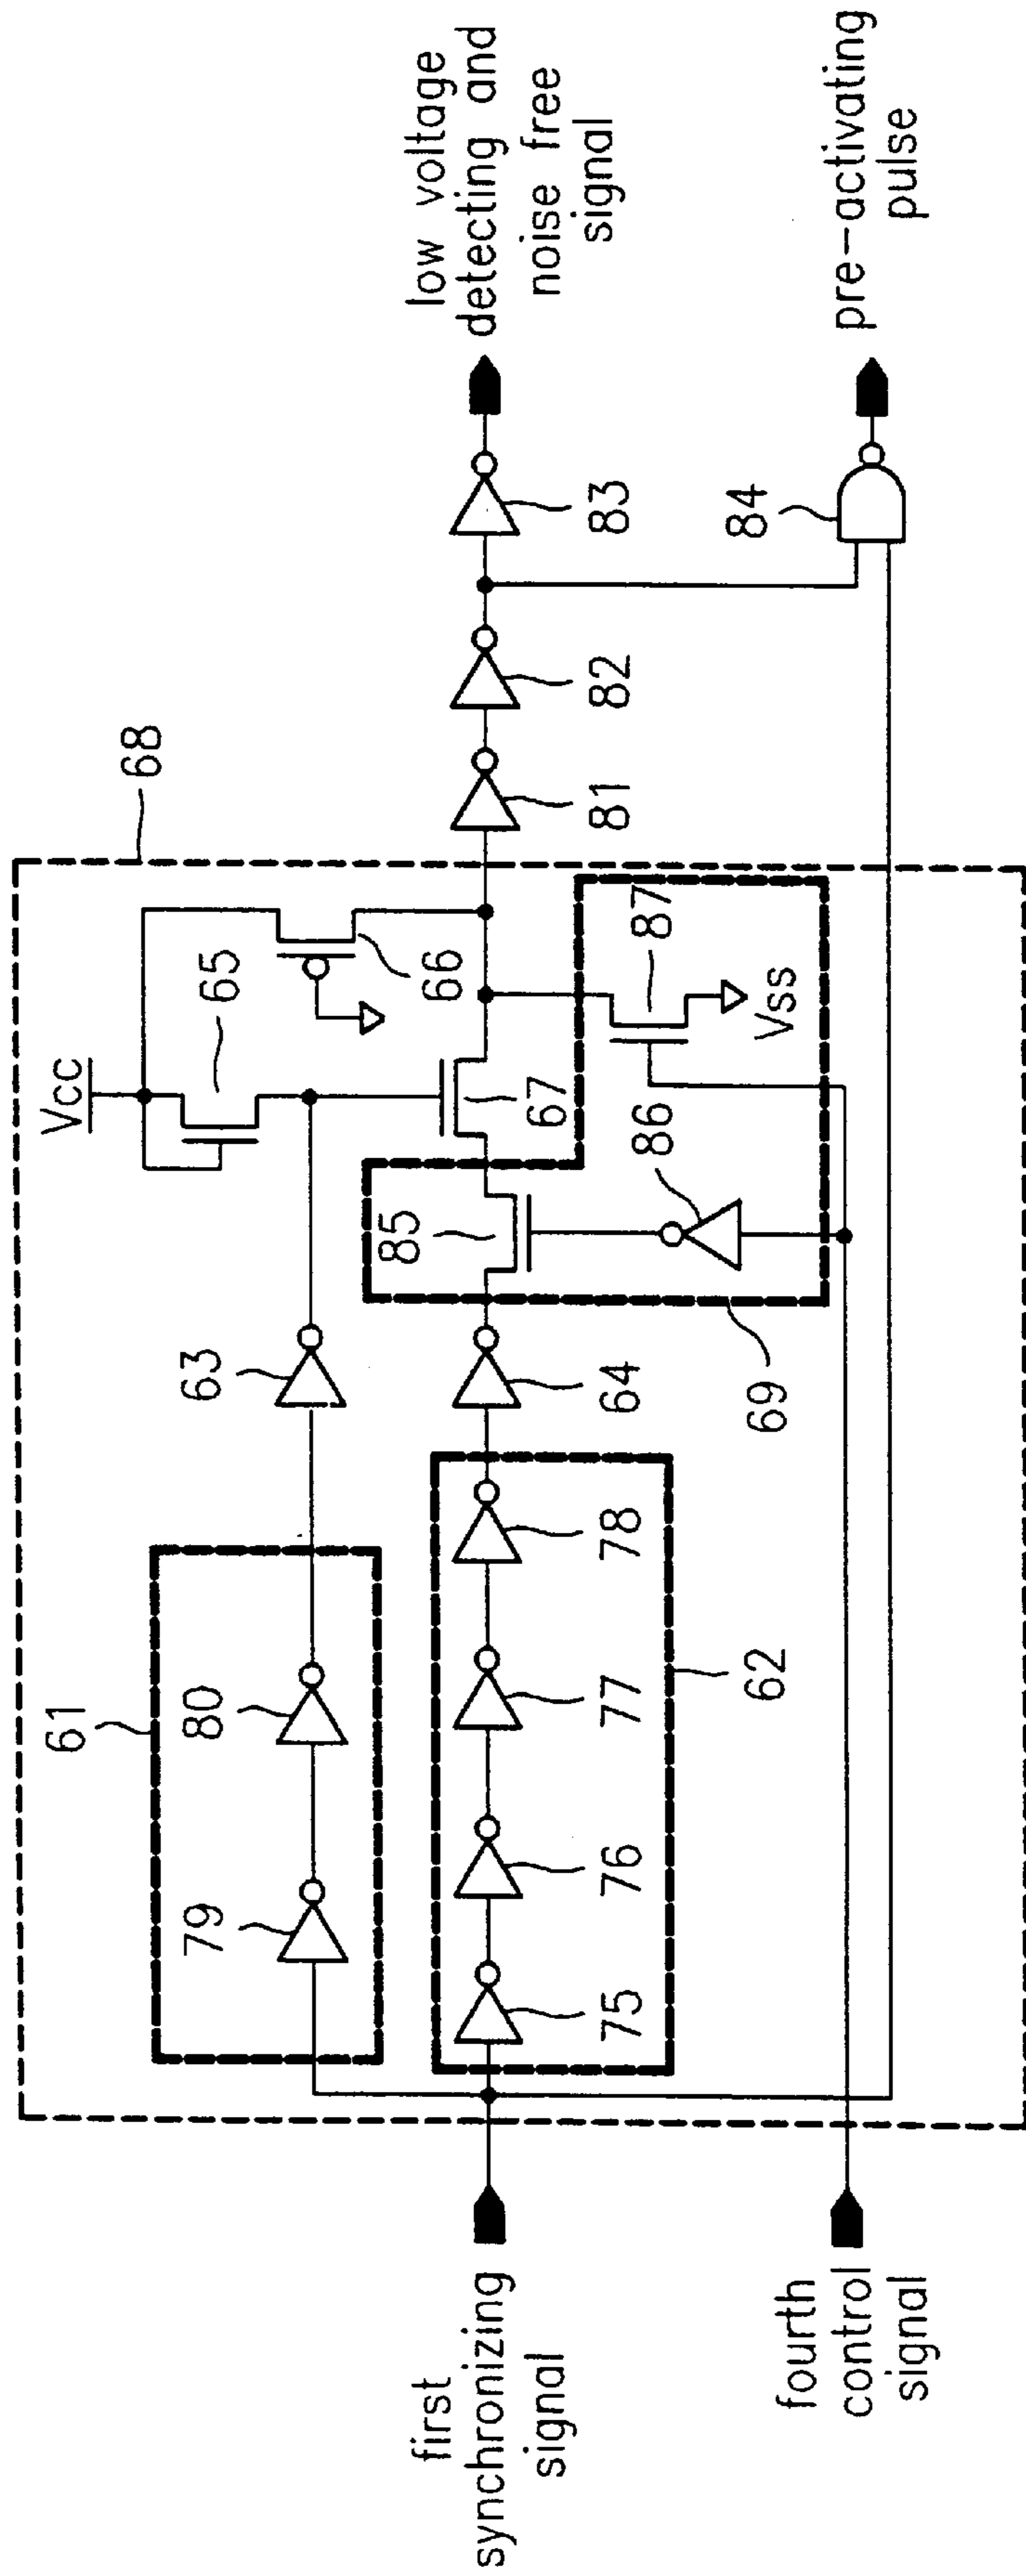 first
synchronizing
signal
fourth
control
signal
61
79
80
75
76
77
78
62
63
64
69
Vcc
65
66
67
85
86
87
Vss
68
81
82
83
84
low voltage
detecting and
noise free
signal
pre-activating
pulse